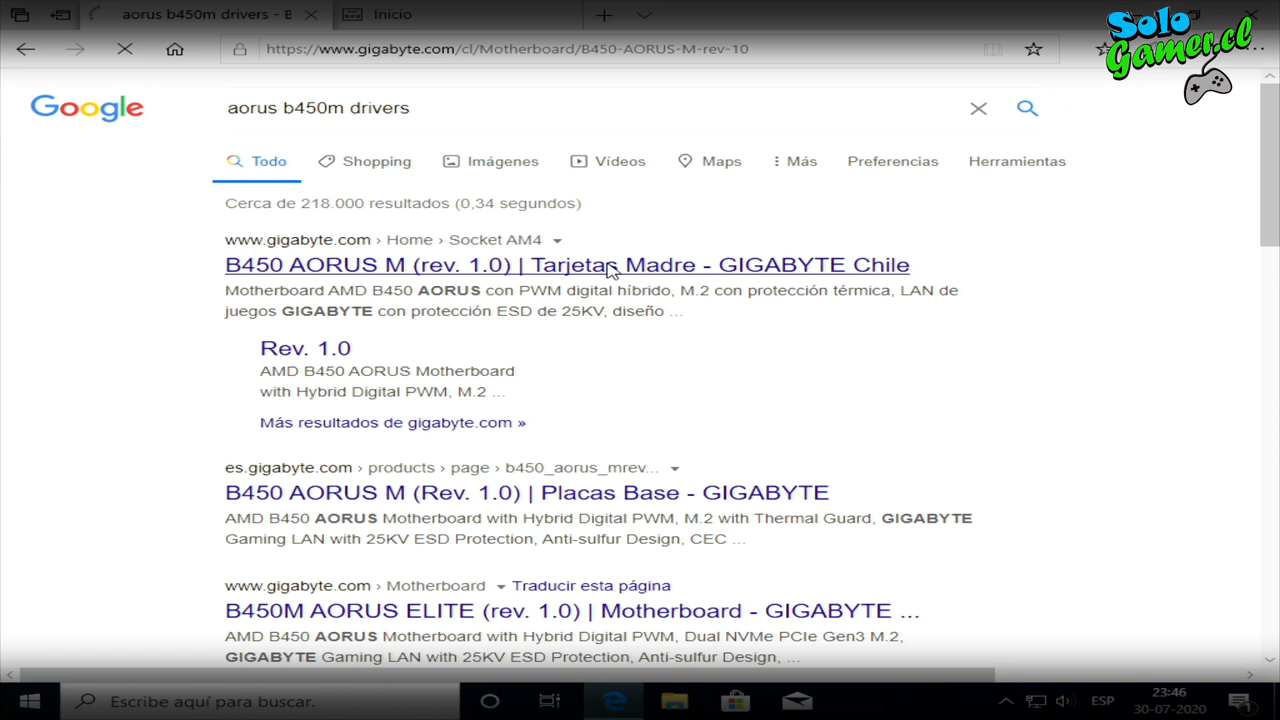 aorus b450m drivers - B
Inicio
https://www.gigabyte.com/cl/Motherboard/B450-AORUS-M-rev-10
Solo
Gamer.cl
Google
aorus b450m drivers
Todo Shopping Imágenes Vídeos Maps Más Preferencias Herramientas
Cerca de 218.000 resultados (0,34 segundos)
www.gigabyte.com › Home › Socket AM4
B450 AORUS M (rev. 1.0) | Tarjetas Madre - GIGABYTE Chile
Motherboard AMD B450 AORUS con PWM digital híbrido, M.2 con protección térmica, LAN de
juegos GIGABYTE con protección ESD de 25KV, diseño ...
Rev. 1.0
AMD B450 AORUS Motherboard
with Hybrid Digital PWM, M.2 ...
Más resultados de gigabyte.com »
es.gigabyte.com › products › page › b450_aorus_mrev...
B450 AORUS M (Rev. 1.0) | Placas Base - GIGABYTE
AMD B450 AORUS Motherboard with Hybrid Digital PWM, M.2 with Thermal Guard, GIGABYTE
Gaming LAN with 25KV ESD Protection, Anti-sulfur Design, CEC ...
www.gigabyte.com › Motherboard Traducir esta página
B450M AORUS ELITE (rev. 1.0) | Motherboard - GIGABYTE ...
AMD B450 AORUS Motherboard with Hybrid Digital PWM, Dual NVMe PCIe Gen3 M.2,
GIGABYTE Gaming LAN with 25KV ESD Protection, Anti-sulfur Design, ...
Escribe aquí para buscar.
ESP
23:46
30-07-2020
1